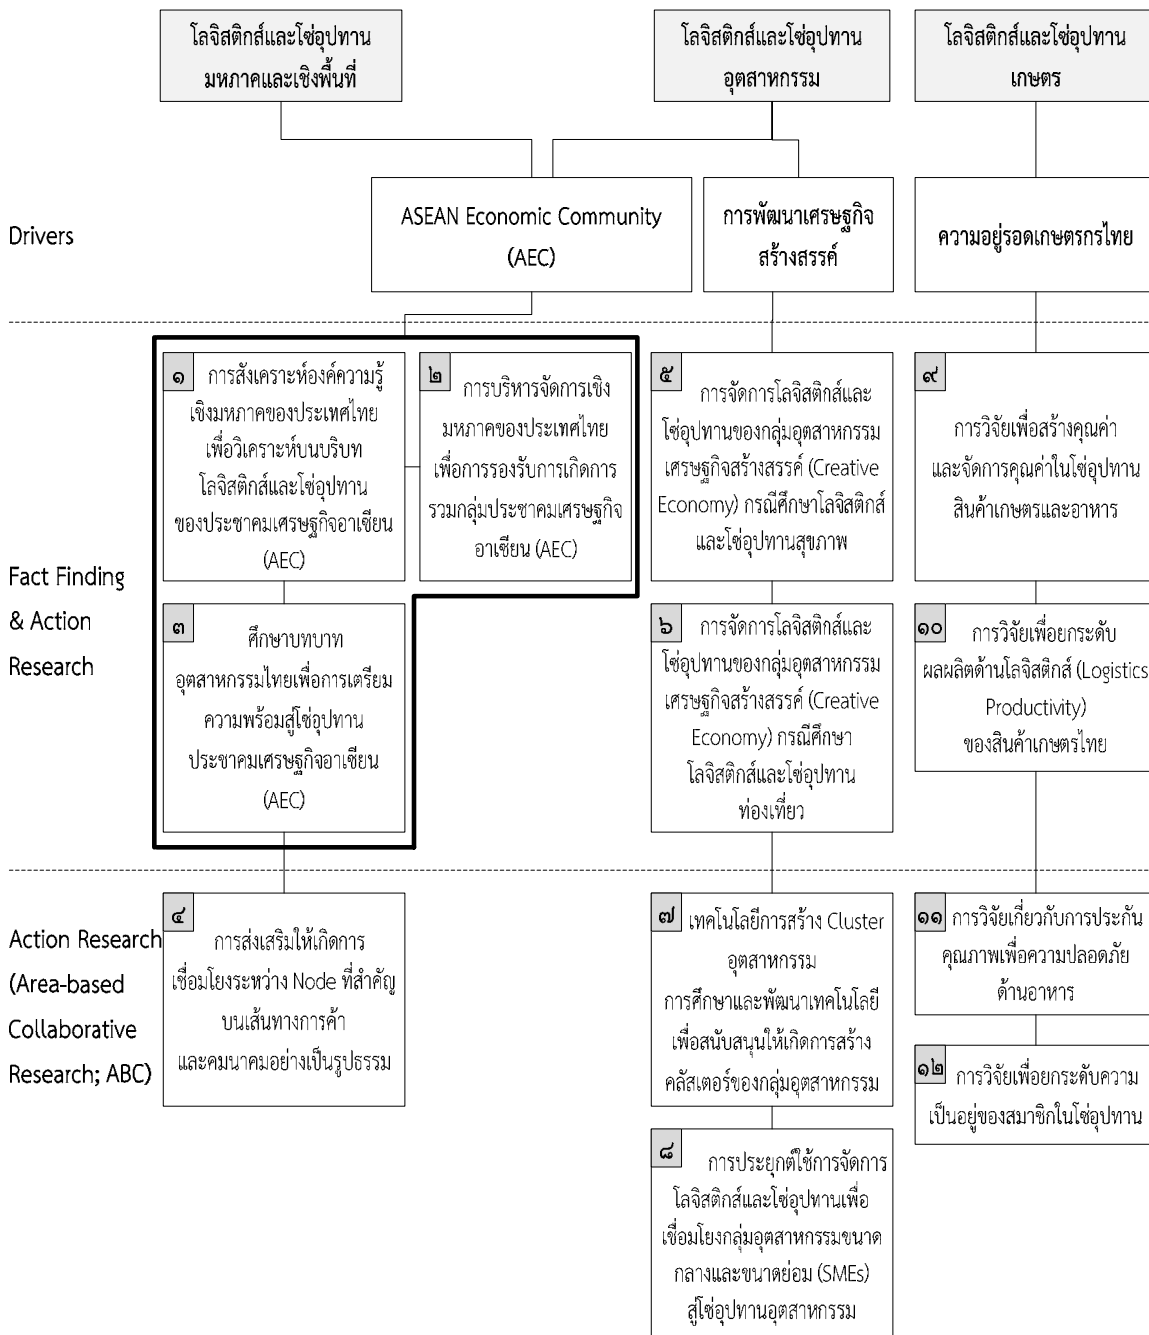 โลจิสติกส์และโซ่อุปทาน
มหภาคและเชิงพื้นที่
โลจิสติกส์และโซ่อุปทาน
อุตสาหกรรม
โลจิสติกส์และโซ่อุปทาน
เกษตร
Drivers
ASEAN Economic Community
(AEC)
การพัฒนาเศรษฐกิจ
สร้างสรรค์
ความอยู่รอดเกษตรกรไทย
Fact Finding
& Action
Research
๑
การสังเคราะห์องค์ความรู้
เชิงมหภาคของประเทศไทย
เพื่อวิเคราะห์บนบริบท
โลจิสติกส์และโซ่อุปทาน
ของประชาคมเศรษฐกิจอาเซียน
(AEC)
๒
การบริหารจัดการเชิง
มหภาคของประเทศไทย
เพื่อการรองรับการเกิดการ
รวมกลุ่มประชาคมเศรษฐกิจ
อาเซียน (AEC)
๓
ศึกษาบทบาท
อุตสาหกรรมไทยเพื่อการเตรียม
ความพร้อมสู่โซ่อุปทาน
ประชาคมเศรษฐกิจอาเซียน
(AEC)
๕
การจัดการโลจิสติกส์และ
โซ่อุปทานของกลุ่มอุตสาหกรรม
เศรษฐกิจสร้างสรรค์ (Creative
Economy) กรณีศึกษาโลจิสติกส์
และโซ่อุปทานสุขภาพ
๖
การจัดการโลจิสติกส์และ
โซ่อุปทานของกลุ่มอุตสาหกรรม
เศรษฐกิจสร้างสรรค์ (Creative
Economy) กรณีศึกษา
โลจิสติกส์และโซ่อุปทาน
ท่องเที่ยว
๙
การวิจัยเพื่อสร้างคุณค่า
และจัดการคุณค่าในโซ่อุปทาน
สินค้าเกษตรและอาหาร
๑๐
การวิจัยเพื่อยกระดับ
ผลผลิตด้านโลจิสติกส์ (Logistics
Productivity)
ของสินค้าเกษตรไทย
Action Research
(Area-based
Collaborative
Research; ABC)
๔
การส่งเสริมให้เกิดการ
เชื่อมโยงระหว่าง Node ที่สำคัญ
บนเส้นทางการค้า
และคมนาคมอย่างเป็นรูปธรรม
๗
เทคโนโลยีการสร้าง Cluster
อุตสาหกรรม
การศึกษาและพัฒนาเทคโนโลยี
เพื่อสนับสนุนให้เกิดการสร้าง
คลัสเตอร์ของกลุ่มอุตสาหกรรม
๘
การประยุกต์ใช้การจัดการ
โลจิสติกส์และโซ่อุปทานเพื่อ
เชื่อมโยงกลุ่มอุตสาหกรรมขนาด
กลางและขนาดย่อม (SMEs)
สู่โซ่อุปทานอุตสาหกรรม
๑๑
การวิจัยเกี่ยวกับการประกัน
คุณภาพเพื่อความปลอดภัย
ด้านอาหาร
๑๒
การวิจัยเพื่อยกระดับความ
เป็นอยู่ของสมาชิกในโซ่อุปทาน